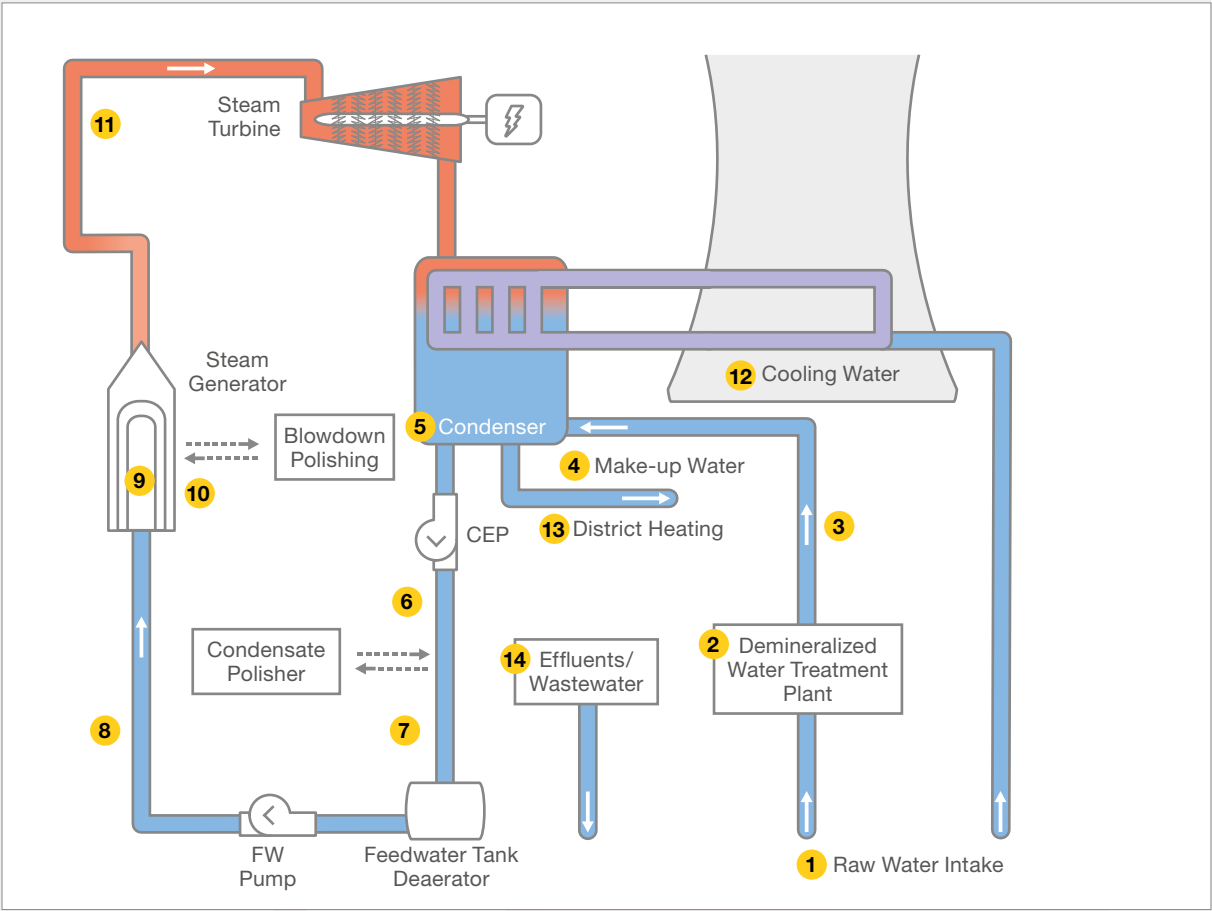 11
Steam
Turbine
Steam
Generator
12 Cooling Water
Blowdown
Polishing
5 Condenser
4 Make-up Water
9
10
13 District Heating
3
CEP
6
Condensate
Polisher
14 Effluents/
Wastewater
2 Demineralized
Water Treatment
Plant
8
7
FW
Pump
Feedwater Tank
Deaerator
1 Raw Water Intake